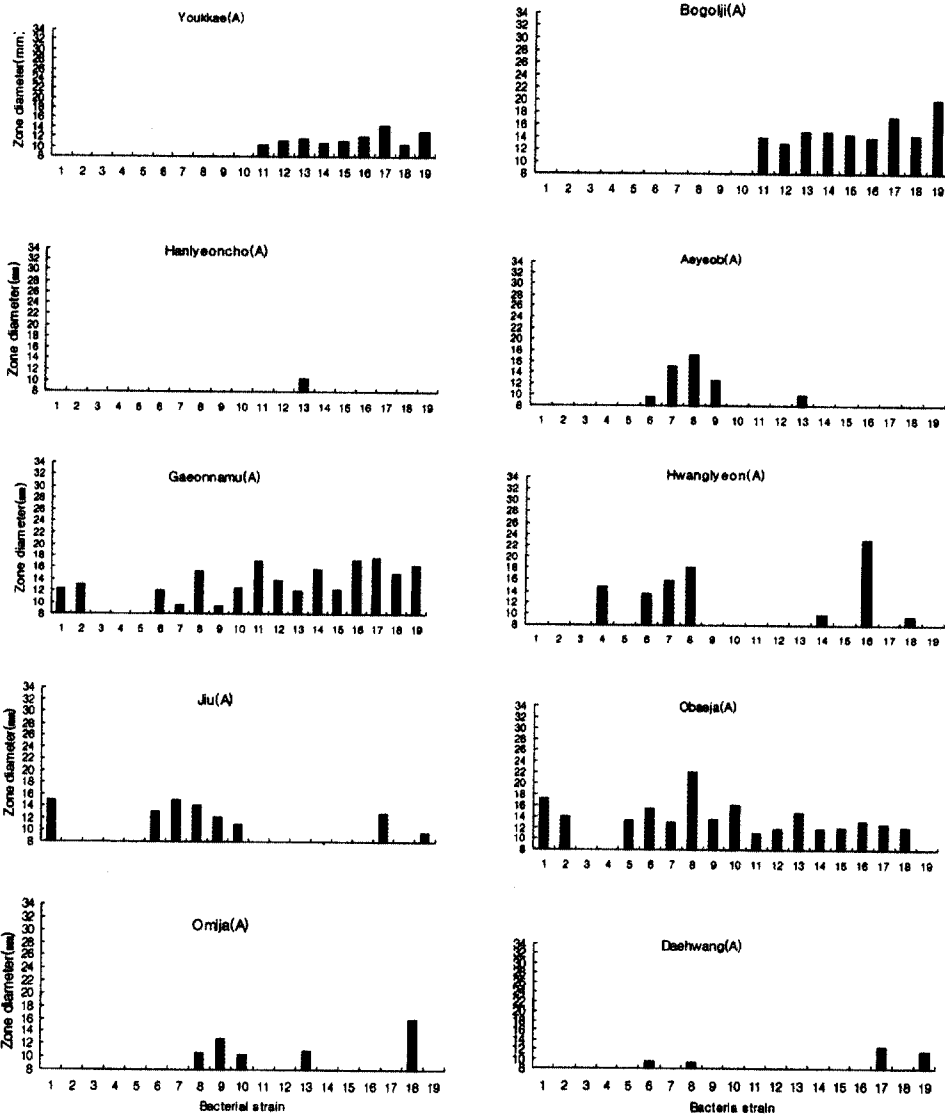 Youkkae(A)
Zone diameter(mm;
34 32 30 28 26 24 22 20 18 16 14 12 10 8
1 2 3 4 5 6 7 8 9 10 11 12 13 14 15 16 17 18 19
Bogolji(A)
34 32 30 28 26 24 22 20 18 16 14 12 10 8
1 2 3 4 5 6 7 8 9 10 11 12 13 14 15 16 17 18 19
Hanlyeoncho(A)
Zone diameter(mm)
34 32 30 28 26 24 22 20 18 16 14 12 10 8
1 2 3 4 5 6 7 8 9 10 11 12 13 14 15 16 17 18 19
Aeyeob(A)
34 32 30 28 26 24 22 20 18 16 14 12 10 8
1 2 3 4 5 6 7 8 9 10 11 12 13 14 15 16 17 18 19
Gaeonnamu(A)
Zone diameter(mm)
34 32 30 28 26 24 22 20 18 16 14 12 10 8
1 2 3 4 5 6 7 8 9 10 11 12 13 14 15 16 17 18 19
Hwanglyeon(A)
34 32 30 28 26 24 22 20 18 16 14 12 10 8
1 2 3 4 5 6 7 8 9 10 11 12 13 14 15 16 17 18 19
Jiu(A)
Zone diameter(mm)
34 32 30 28 26 24 22 20 18 16 14 12 10 8
1 2 3 4 5 6 7 8 9 10 11 12 13 14 15 16 17 18 19
Obaeja(A)
34 32 30 28 26 24 22 20 18 16 14 12 10 8
1 2 3 4 5 6 7 8 9 10 11 12 13 14 15 16 17 18 19
Omija(A)
Zone diameter(mm)
34 32 30 28 26 24 22 20 18 16 14 12 10 8
1 2 3 4 5 6 7 8 9 10 11 12 13 14 15 16 17 18 19
Bacterial strain
Daehwang(A)
34 32 30 28 26 24 22 20 18 16 14 12 10 8
1 2 3 4 5 6 7 8 9 10 11 12 13 14 15 16 17 18 19
Bacteria strain